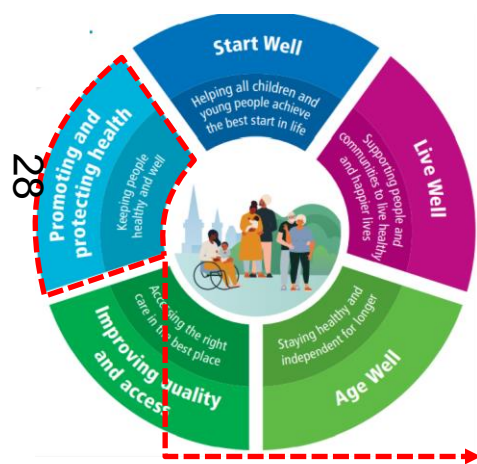 Start Well
Helping all children and
young people achieve
the best start in life
Live Well
Supporting people and
communities to live healthy
and happier lives
Age Well
Staying healthy and
independent for longer
Improving quality
and access
Accessing the right
care in the best place
Promoting and
protecting health
Keeping people
healthy and well
28